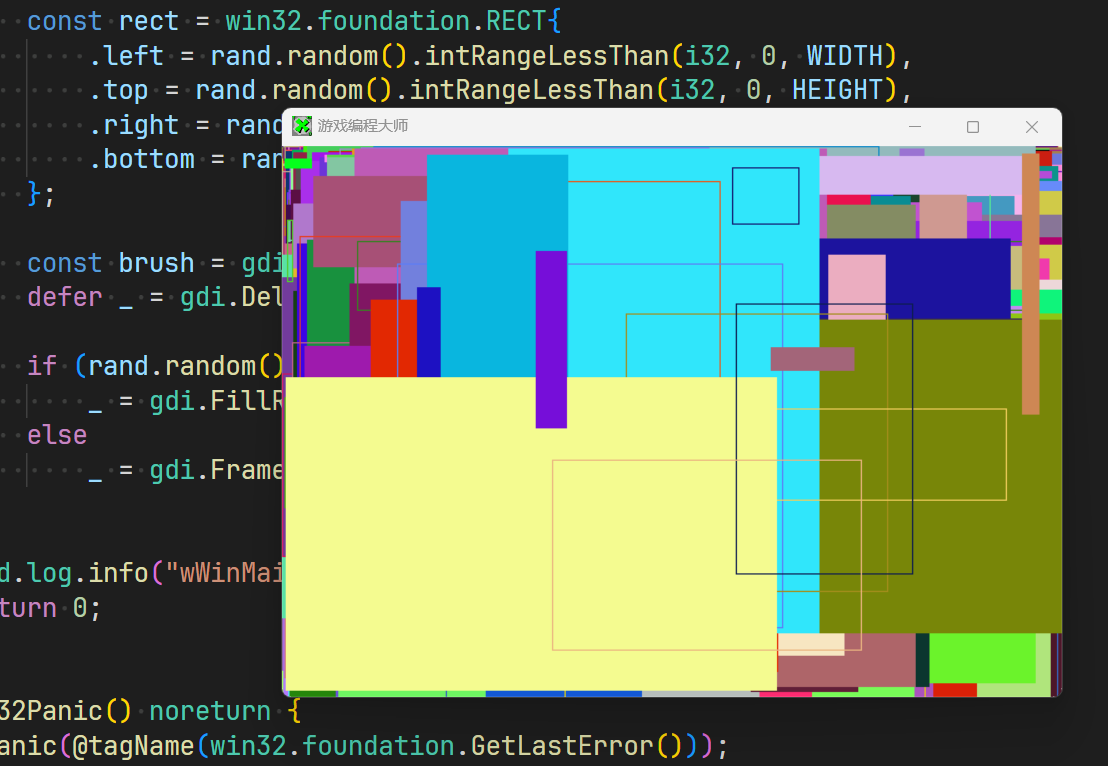 const rect = win32.foundation.RECT{
.left = rand.random().intRangeLessThan(i32, 0, WIDTH),
.top = rand.random().intRangeLessThan(i32, 0, HEIGHT),
.right = rand
.bottom = ran
};
游戏编程大师
const brush = gdi
defer _ = gdi.Del
if (rand.random()
_ = gdi.FillR
else
_ = gdi.Frame
d.log.info("wWinMai
turn 0;
32Panic() noreturn {
anic(@tagName(win32.foundation.GetLastError()));